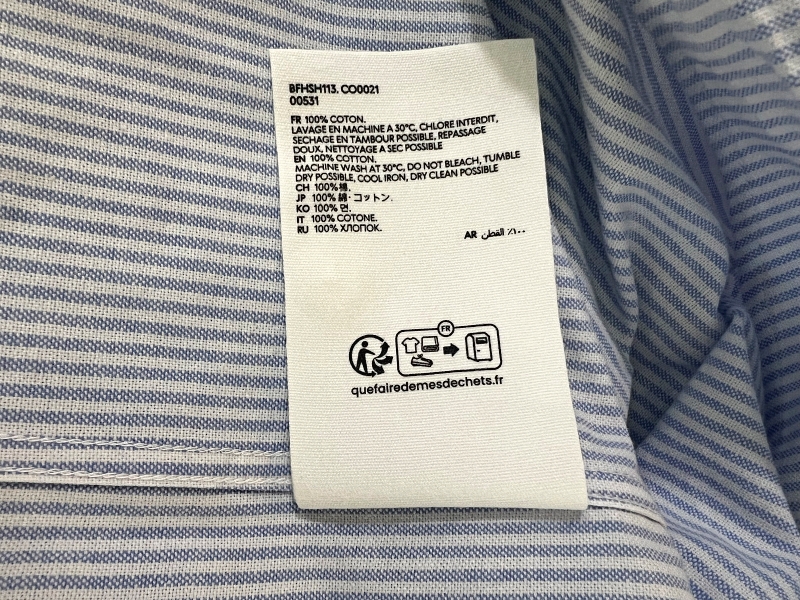 BFHSH113. CO0021
00531
FR 100% COTON.
LAVAGE EN MACHINE A 30°C, CHLORE INTERDIT,
SECHAGE EN TAMBOUR POSSIBLE, REPASSAGE
DOUX, NETTOYAGE A SEC POSSIBLE
EN 100% COTTON.
MACHINE WASH AT 30°C, DO NOT BLEACH, TUMBLE
DRY POSSIBLE, COOL IRON, DRY CLEAN POSSIBLE
CH 100%棉.
JP 100% 綿・コットン.
KO 100% 면.
IT 100% COTONE.
RU 100% ХЛОПОК.
AR ٪١٠٠ القطن
FR
quefairedemesdechets.fr